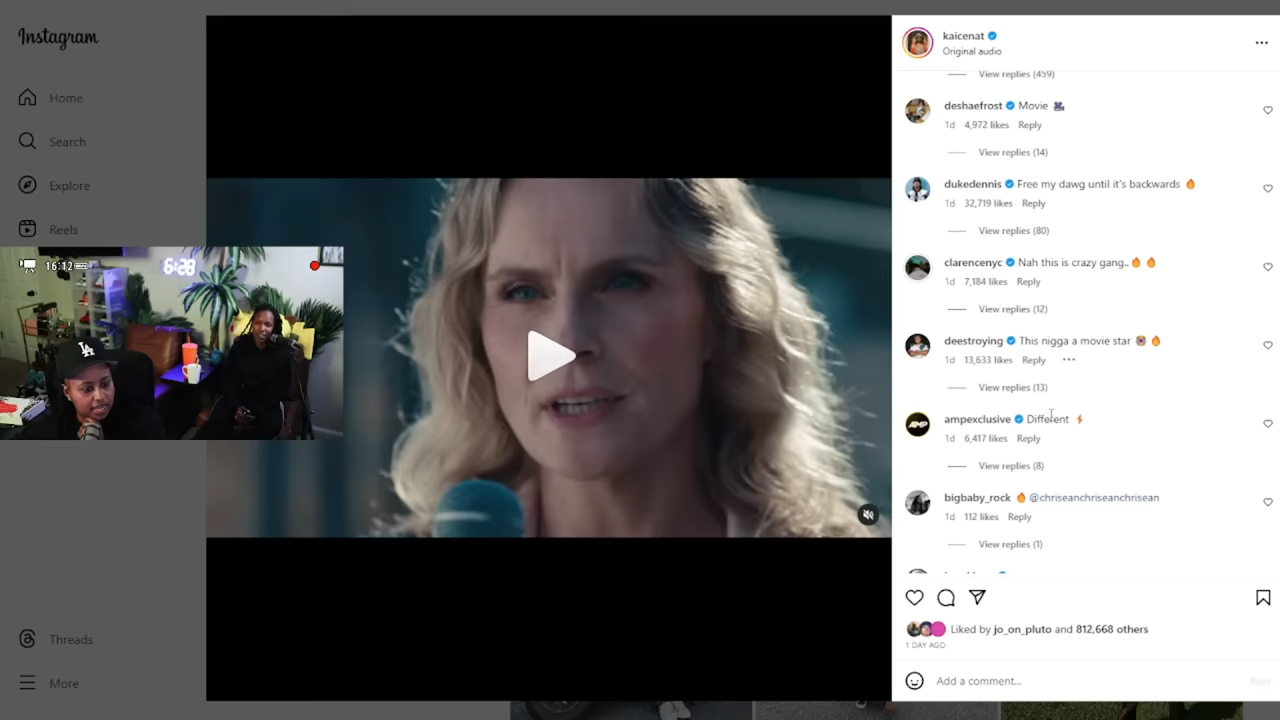 Instagram
Home
Search
Explore
Reels
Threads
More
16:12
6:28
LA
kaicenat
Original audio
View replies (459)
deshaefrost Movie 🎥
1d 4,972 likes Reply
View replies (14)
dukedennis Free my dawg until it's backwards 🔥
1d 32,719 likes Reply
View replies (80)
clarencenyc Nah this is crazy gang..🔥 🔥
1d 7,184 likes Reply
View replies (12)
deestroying This nigga a movie star 🔥
1d 13,633 likes Reply ...
View replies (13)
AMP
ampexclusive Different ⚡
1d 6,417 likes Reply
View replies (8)
bigbaby_rock 🔥 @chriseanchriseanchrisean
1d 112 likes Reply
View replies (1)
Liked by jo_on_pluto and 812,668 others
1 DAY AGO
Add a comment...
Post